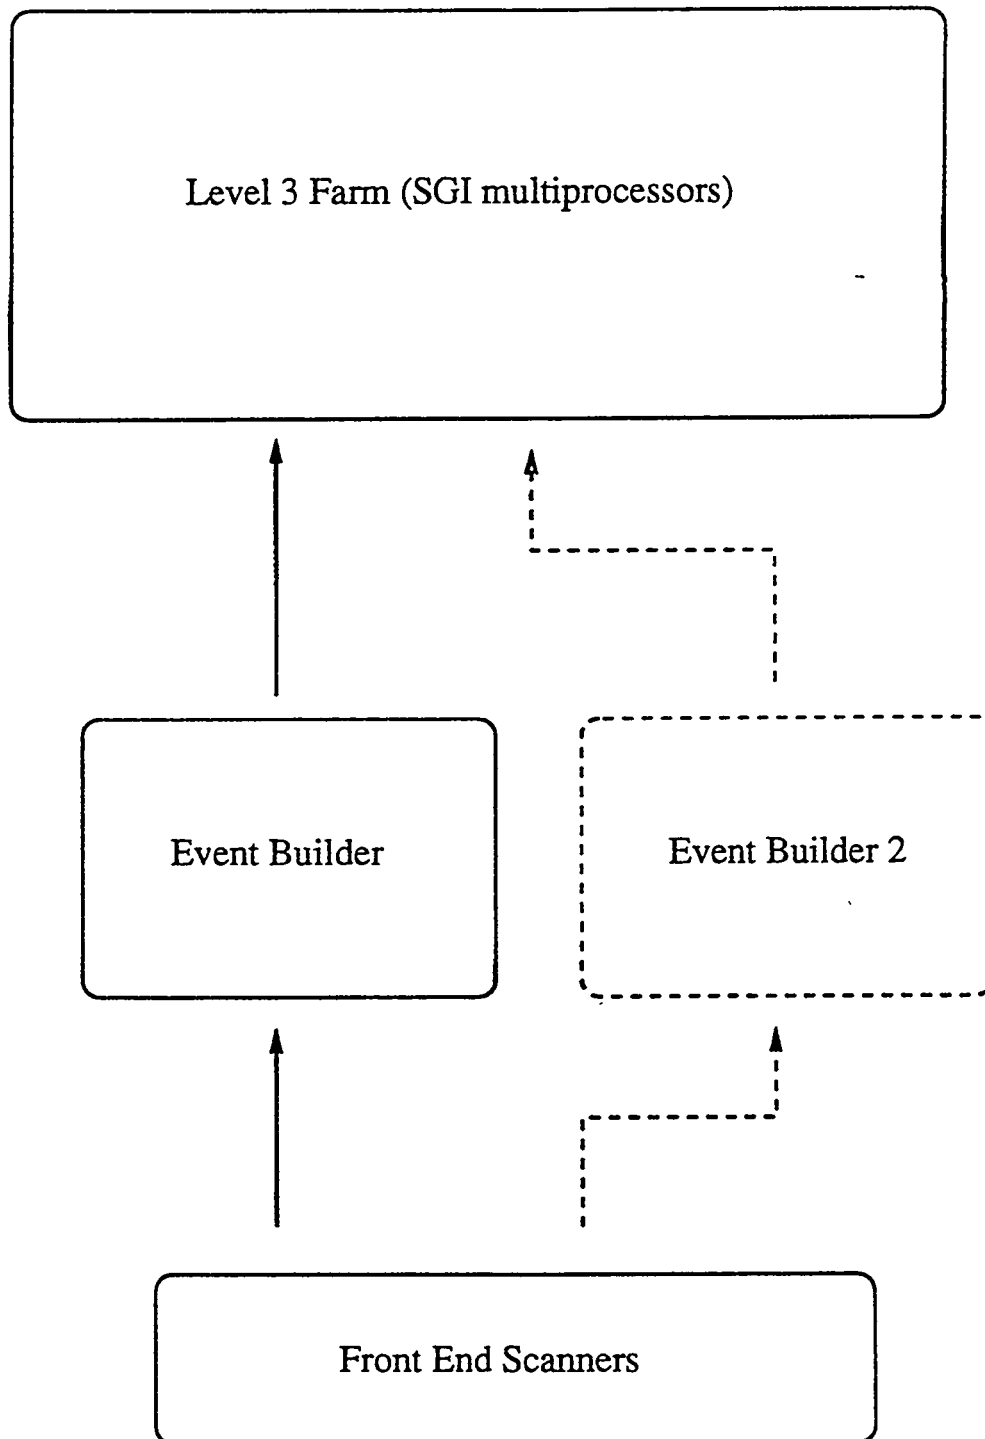 Level 3 Farm (SGI multiprocessors)
Event Builder
Event Builder 2
Front End Scanners